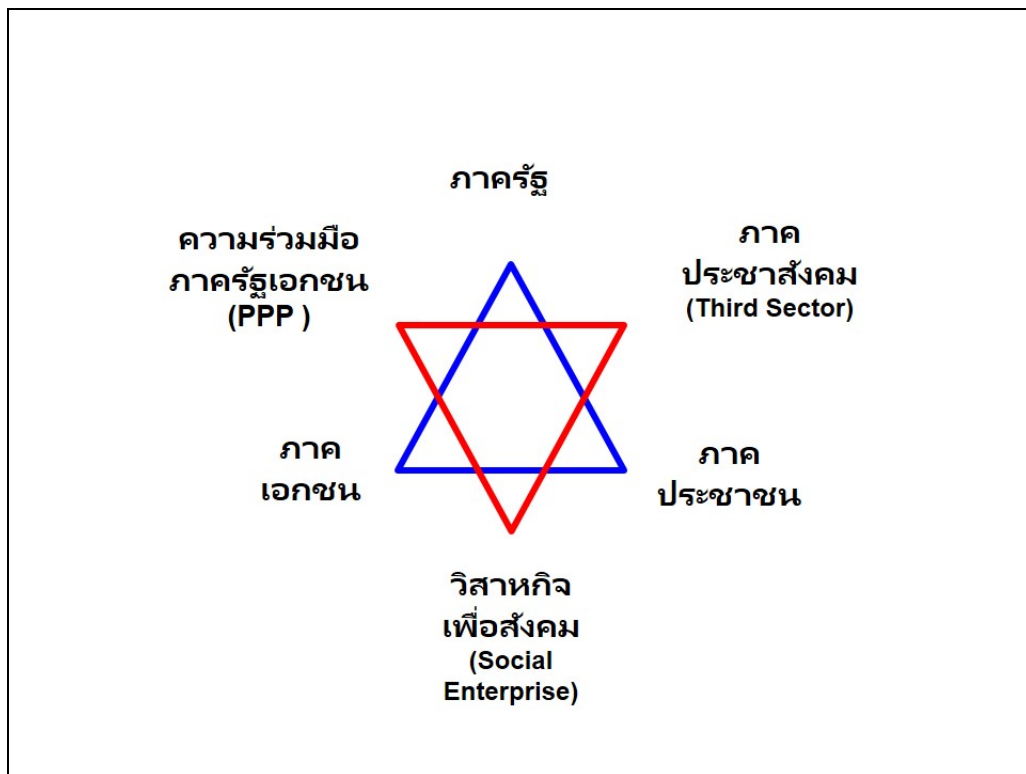 ภาครัฐ
ความร่วมมือ
ภาครัฐเอกชน
(PPP )
ภาค
ประชาสังคม
(Third Sector)
ภาค
เอกชน
ภาค
ประชาชน
วิสาหกิจ
เพื่อสังคม
(Social
Enterprise)